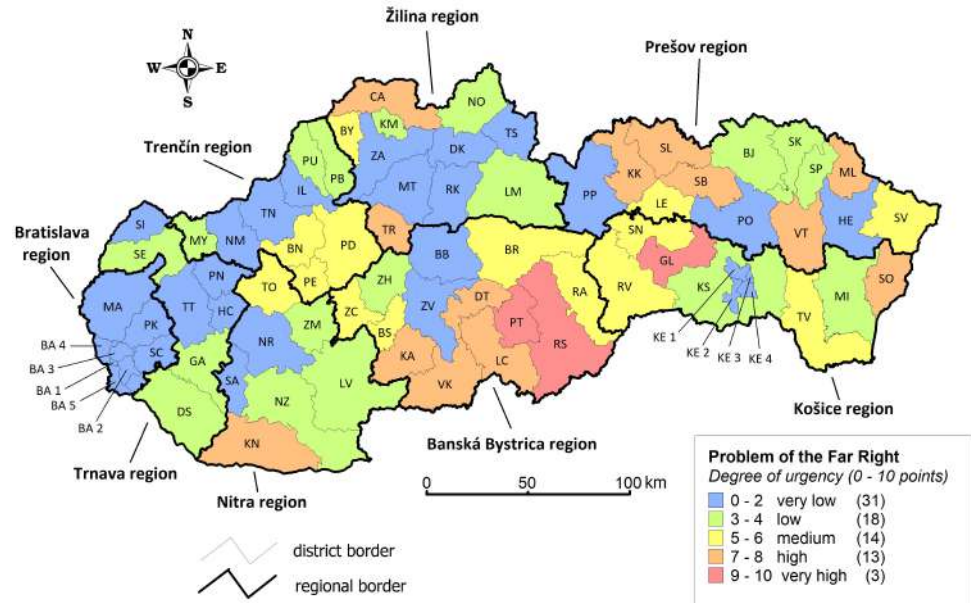 Žilina region
N
Prešov region
W E
S
CA
NO
BY
KM
TS
SK
BJ
Trenčín region
PU
ZA
DK
SL
SP
ML
PB
KK
IL
MT
RK
LM
PP
SB
LE
PO
HE
SV
SI
TN
TR
VT
Bratislava region
SE
MY
NM
BN
PD
BB
BR
SN
GL
SO
PN
PE
ZH
RA
RV
KS
MI
MA
TT
HC
TO
ZC
ZV
DT
TV
PK
ZM
BS
PT
KE 1
KE 2
KE 3
KE 4
BA 4
SC
NR
KA
RS
BA 3
GA
LC
BA 1
SA
LV
VK
BA 5
DS
NZ
BA 2
KN
Košice region
Banská Bystrica region
Trnava region
Nitra region
0 50 100 km
district border
regional border
Problem of the Far Right
Degree of urgency (0 - 10 points)
0 - 2 very low (31)
3 - 4 low (18)
5 - 6 medium (14)
7 - 8 high (13)
9 - 10 very high (3)